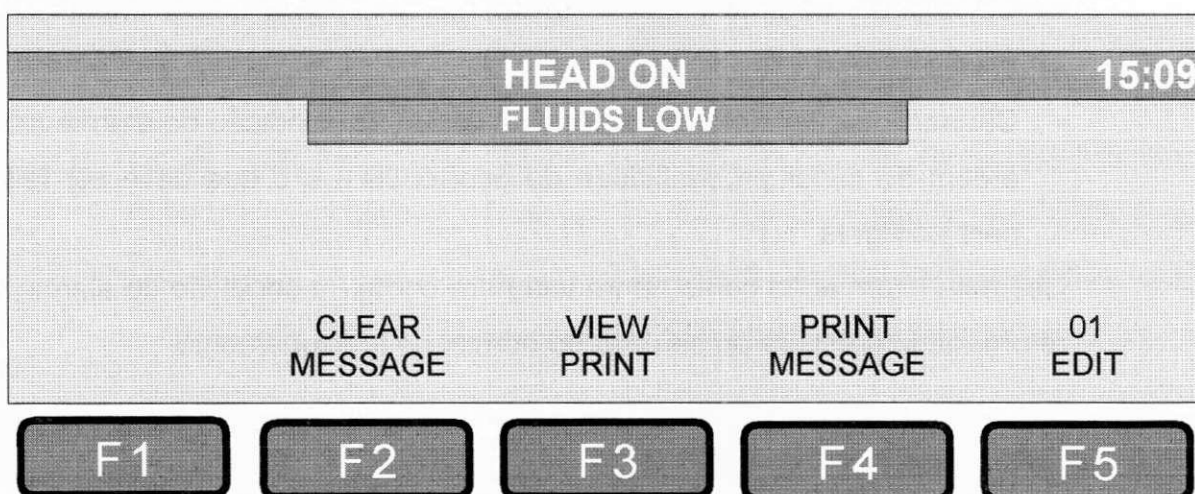 HEAD ON 15:09
FLUIDS LOW
CLEAR VIEW PRINT 01
MESSAGE PRINT MESSAGE EDIT
F1 F2 F3 F4 F5